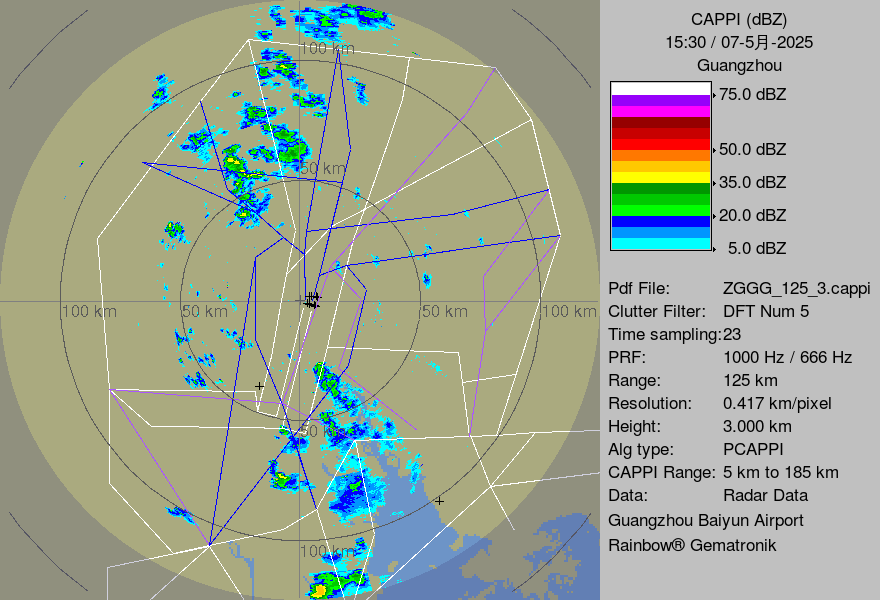 CAPPI (dBZ)
15:30 / 07-5月-2025
Guangzhou
75.0 dBZ
50.0 dBZ
35.0 dBZ
20.0 dBZ
5.0 dBZ
Pdf File: ZGGG_125_3.cappi
Clutter Filter: DFT Num 5
Time sampling:23
PRF: 1000 Hz / 666 Hz
Range: 125 km
Resolution: 0.417 km/pixel
Height: 3.000 km
Alg type: PCAPPI
CAPPI Range: 5 km to 185 km
Data: Radar Data
Guangzhou Baiyun Airport
Rainbow® Gematronik
100 km
50 km
100 km
50 km
50 km
100 km
50 km
100 km